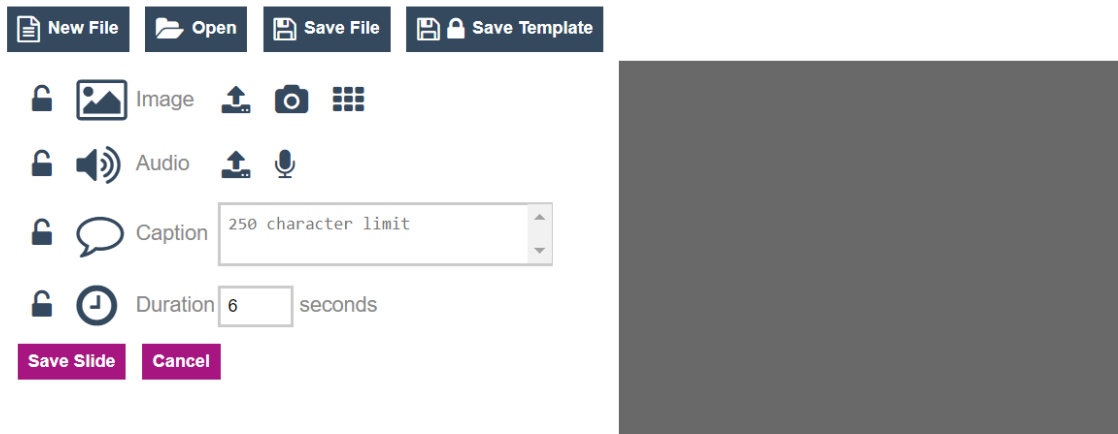 New File Open Save File Save Template
Image
Audio
Caption 250 character limit
Duration 6 seconds
Save Slide Cancel